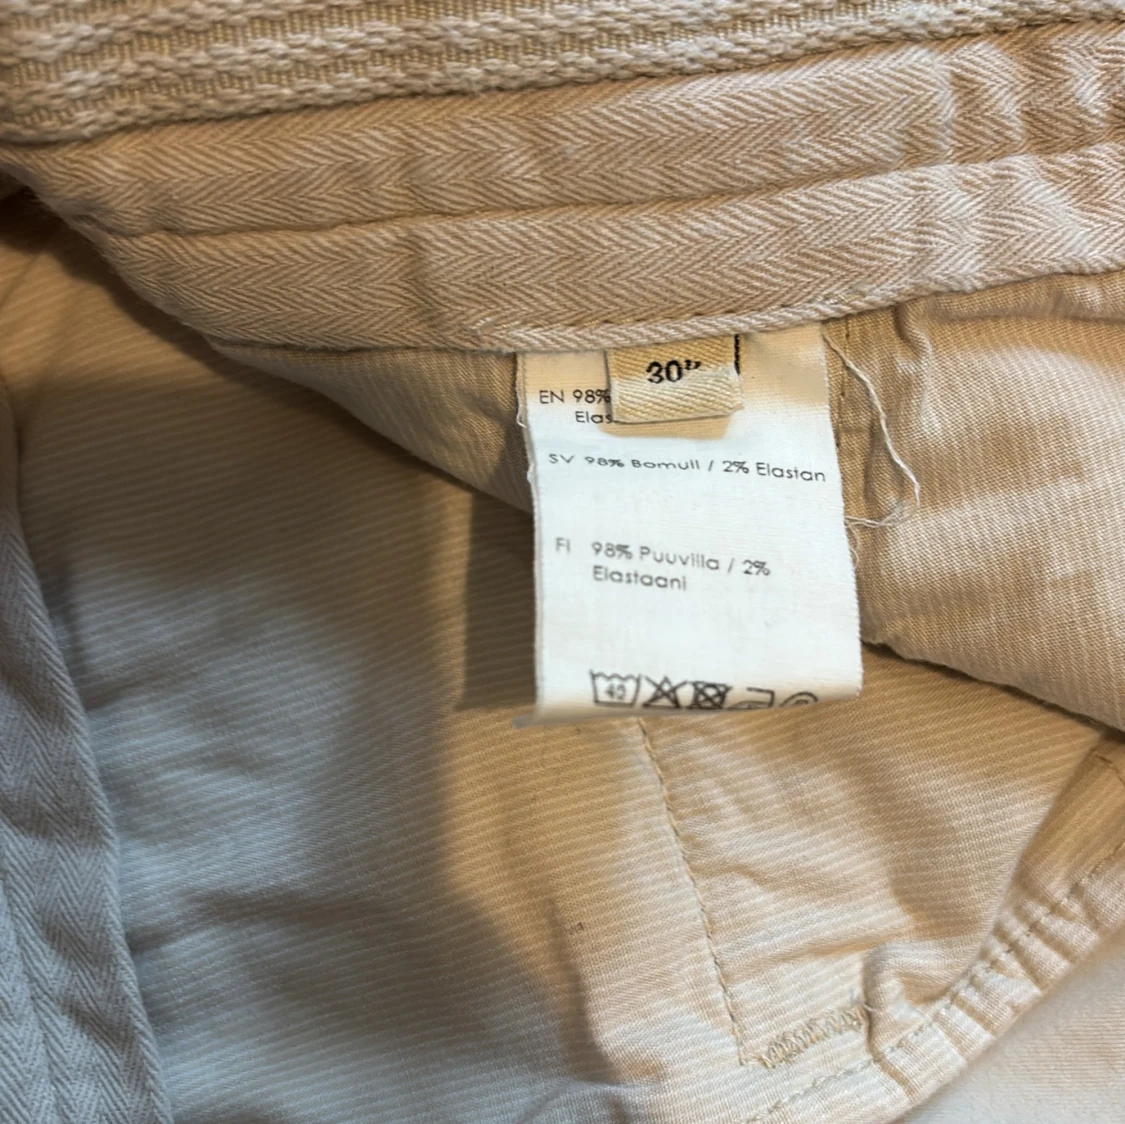 30"
EN 98%
Elas
SV 98% Bomull / 2% Elastan
FI 98% Puuvilla / 2%
Elastaani
40